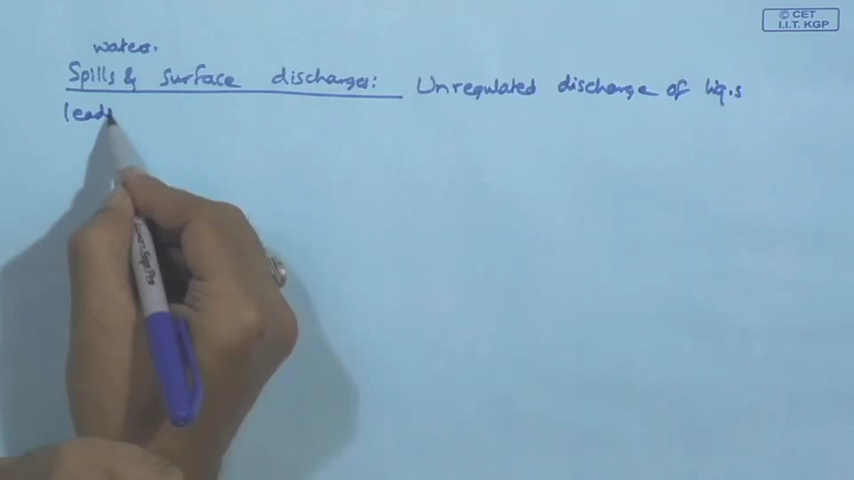 © CET
I.I.T. KGP
water.
Spills & surface discharges: Unregulated discharge of liq.s
leads